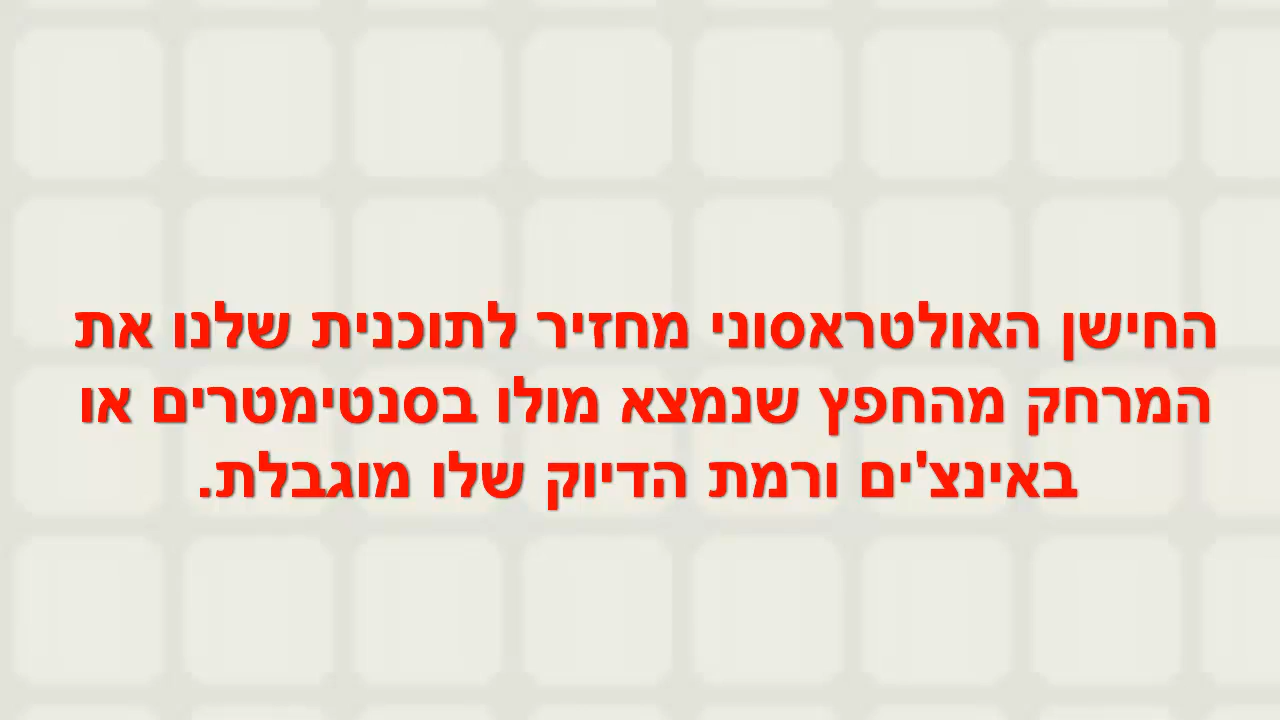 החישן האולטראסוני מחזיר לתוכנית שלנו את
המרחק מהחפץ שנמצא מולו בסנטימטרים או
באינצ'ים ורמת הדיוק שלו מוגבלת.